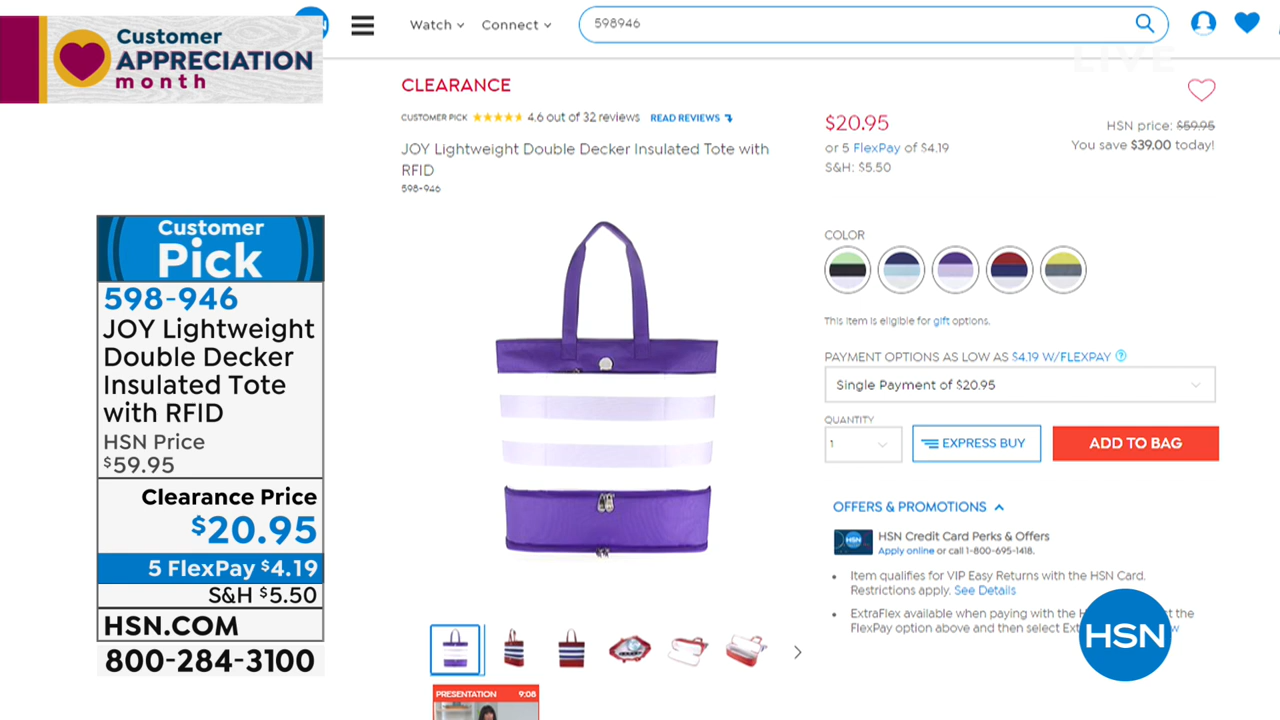 Customer
APPRECIATION
month
Watch
Connect
598946
LIVE
CLEARANCE
CUSTOMER PICK 4.6 out of 32 reviews READ REVIEWS
JOY Lightweight Double Decker Insulated Tote with
RFID
598-946
$20.95
HSN price: $59.95
or 5 FlexPay of $4.19
You save $39.00 today!
S&H: $5.50
COLOR
This item is eligible for gift options.
PAYMENT OPTIONS AS LOW AS $4.19 W/FLEXPAY ?
Single Payment of $20.95
QUANTITY
1
EXPRESS BUY
ADD TO BAG
OFFERS & PROMOTIONS
HSN
HSN Credit Card Perks & Offers
Apply online or call 1-800-695-1418.
• Item qualifies for VIP Easy Returns with the HSN Card.
Restrictions apply. See Details
• ExtraFlex available when paying with the the
FlexPay option above and then select
HSN
PRESENTATION 9:08
Customer
Pick
598-946
JOY Lightweight
Double Decker
Insulated Tote
with RFID
HSN Price
$59.95
Clearance Price
$20.95
5 FlexPay $4.19
S&H $5.50
HSN.COM
800-284-3100